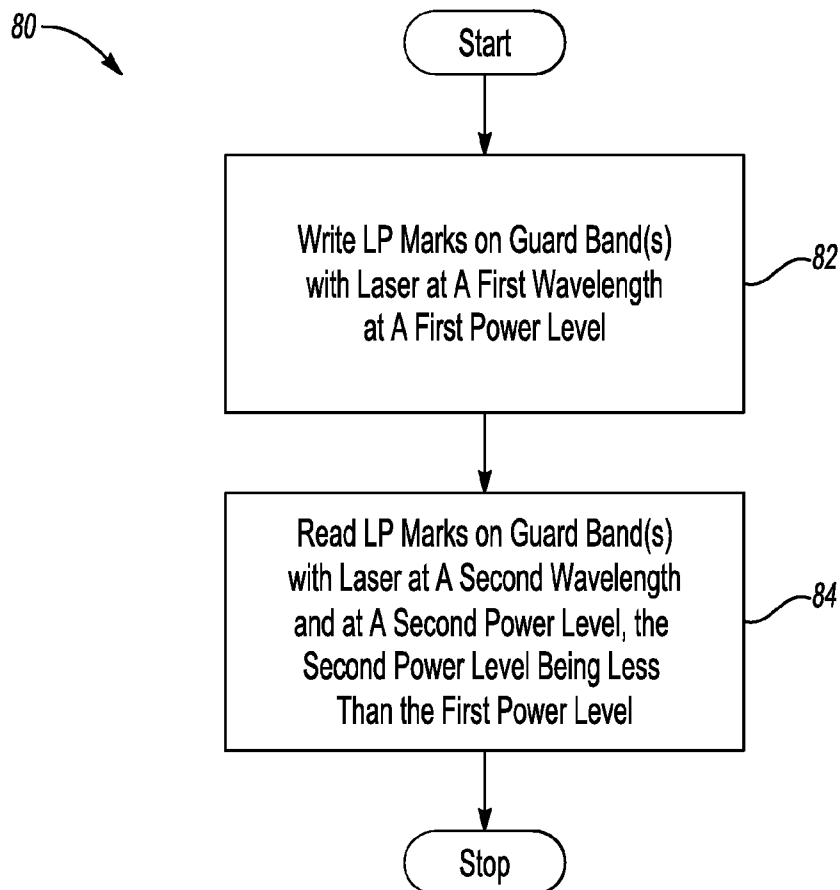 80
Start
Write LP Marks on Guard Band(s)
with Laser at A First Wavelength
at A First Power Level
82
Read LP Marks on Guard Band(s)
with Laser at A Second Wavelength
and at A Second Power Level, the
Second Power Level Being Less
Than the First Power Level
84
Stop